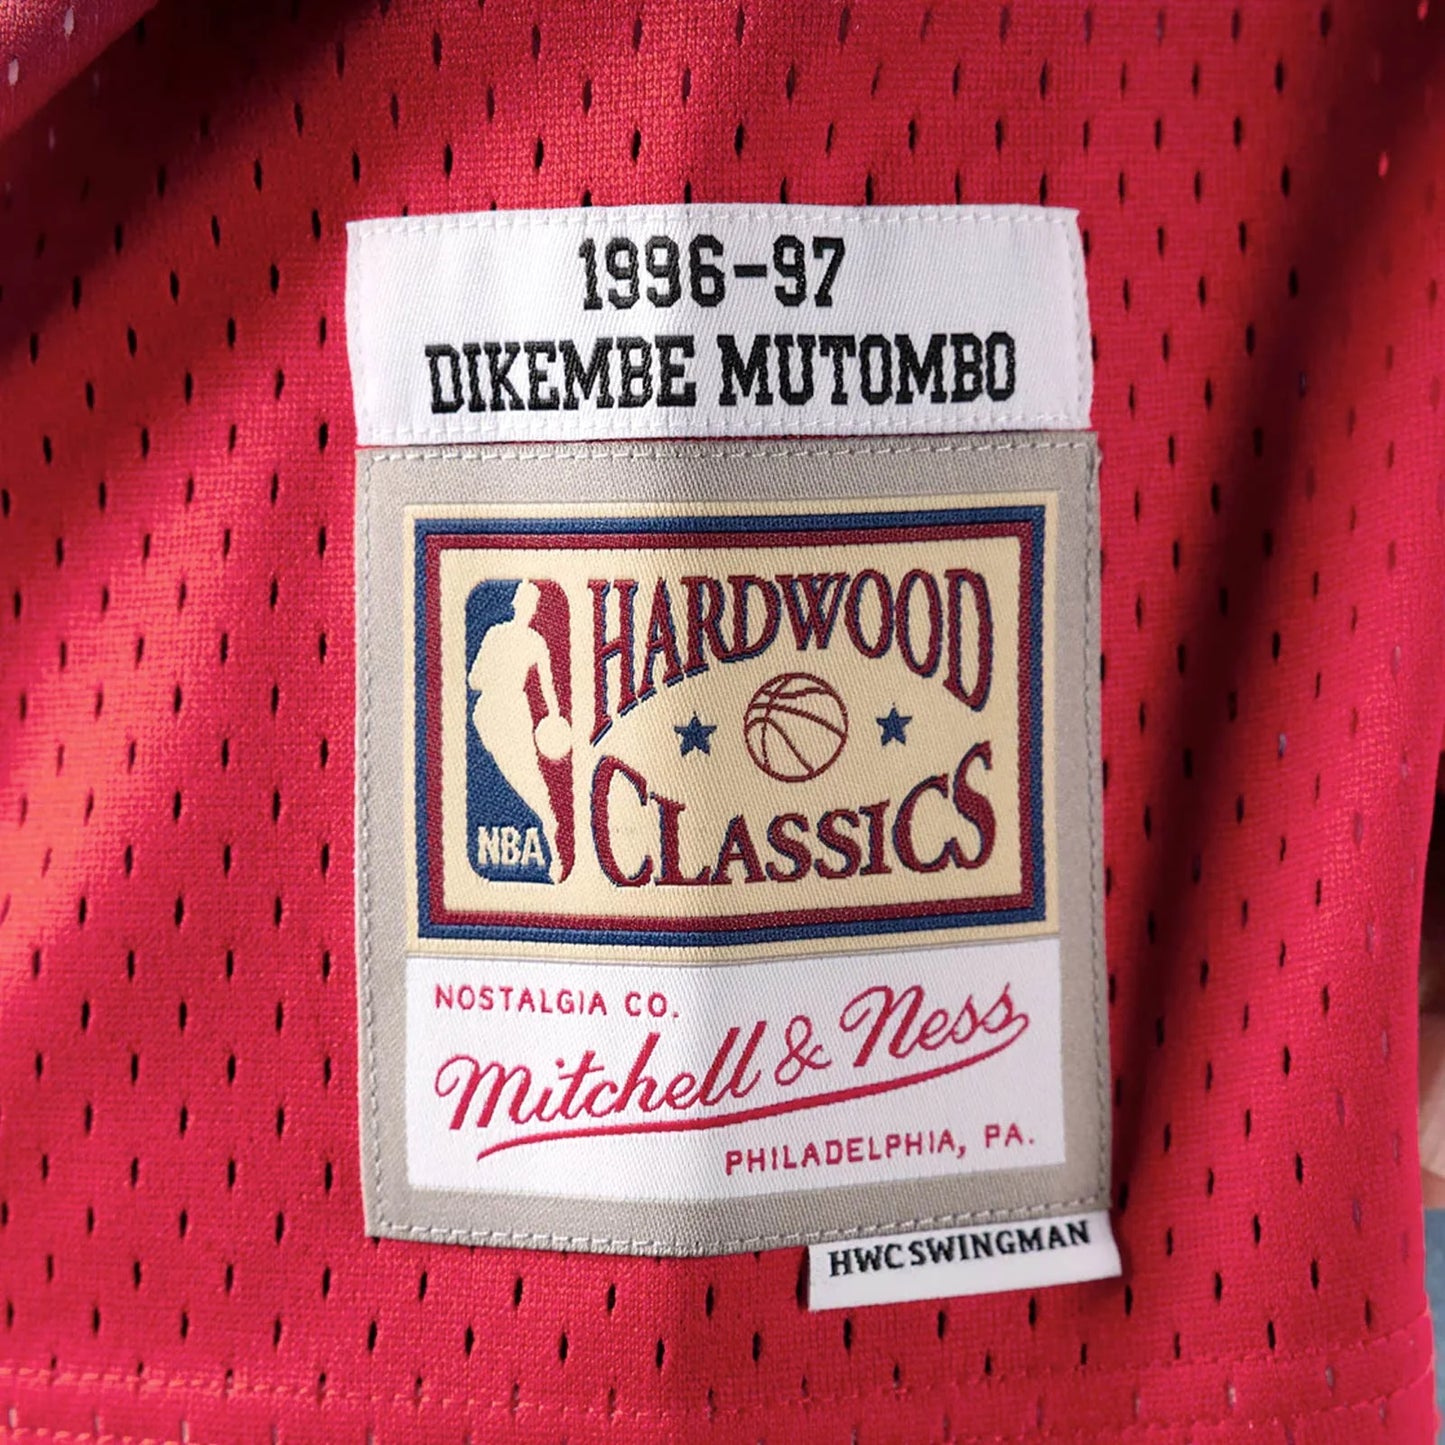 1996-97
DIKEMBE MUTOMBO
HARDWOOD
CLASSICS
NBA
NOSTALGIA CO.
Mitchell & Ness
PHILADELPHIA, PA.
HWC SWINGMAN